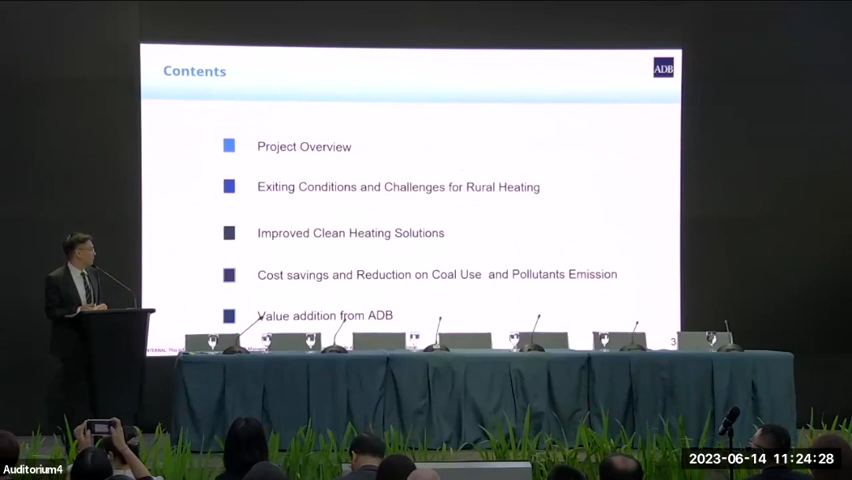 Contents
ADB
Project Overview
Exiting Conditions and Challenges for Rural Heating
Improved Clean Heating Solutions
Cost savings and Reduction on Coal Use and Pollutants Emission
Value addition from ADB
3
Auditorium4
2023-06-14 11:24:28